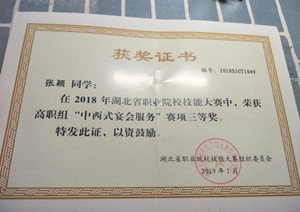 获奖证书
编号：2018SJGT1049
张颖 同学：
在 2018 年湖北省职业院校技能大赛中，荣获
高职组“中西式宴会服务”赛项三等奖。
特发此证，以资鼓励。
湖北省职业院校技能大赛组织委员会
2019 年 1 月